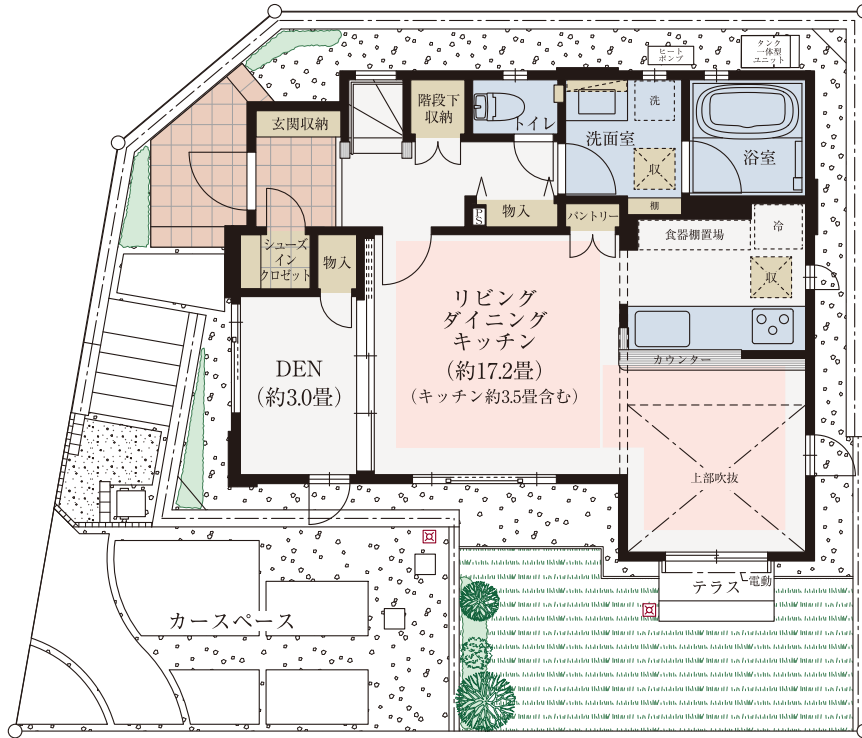 ヒート
ポンプ
タンク
一体型
ユニット
玄関収納
階段下
収納
トイレ
洗面室
洗
収
浴室
棚
物入
PS
パントリー
食器棚置場
冷
収
シューズ
イン
クロゼット
物入
リビング
ダイニング
キッチン
(約17.2畳)
(キッチン約3.5畳含む)
カウンター
DEN
(約3.0畳)
上部吹抜
テラス
電動
カースペース